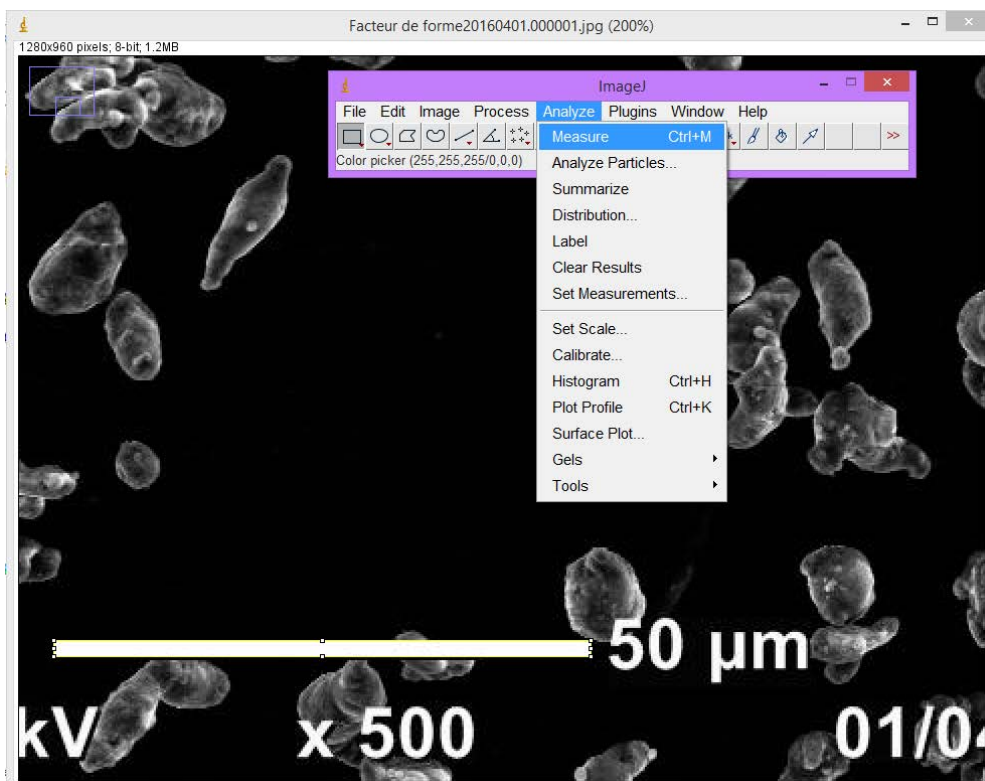 Facteur de forme20160401.000001.jpg (200%)
1280x960 pixels; 8-bit; 1.2MB
ImageJ
File Edit Image Process Analyze Plugins Window Help
Color picker (255,255,255/0,0,0)
Measure Ctrl+M
Analyze Particles...
Summarize
Distribution...
Label
Clear Results
Set Measurements...
Set Scale...
Calibrate...
Histogram Ctrl+H
Plot Profile Ctrl+K
Surface Plot...
Gels
Tools
50 µm
kV x 500 01/04